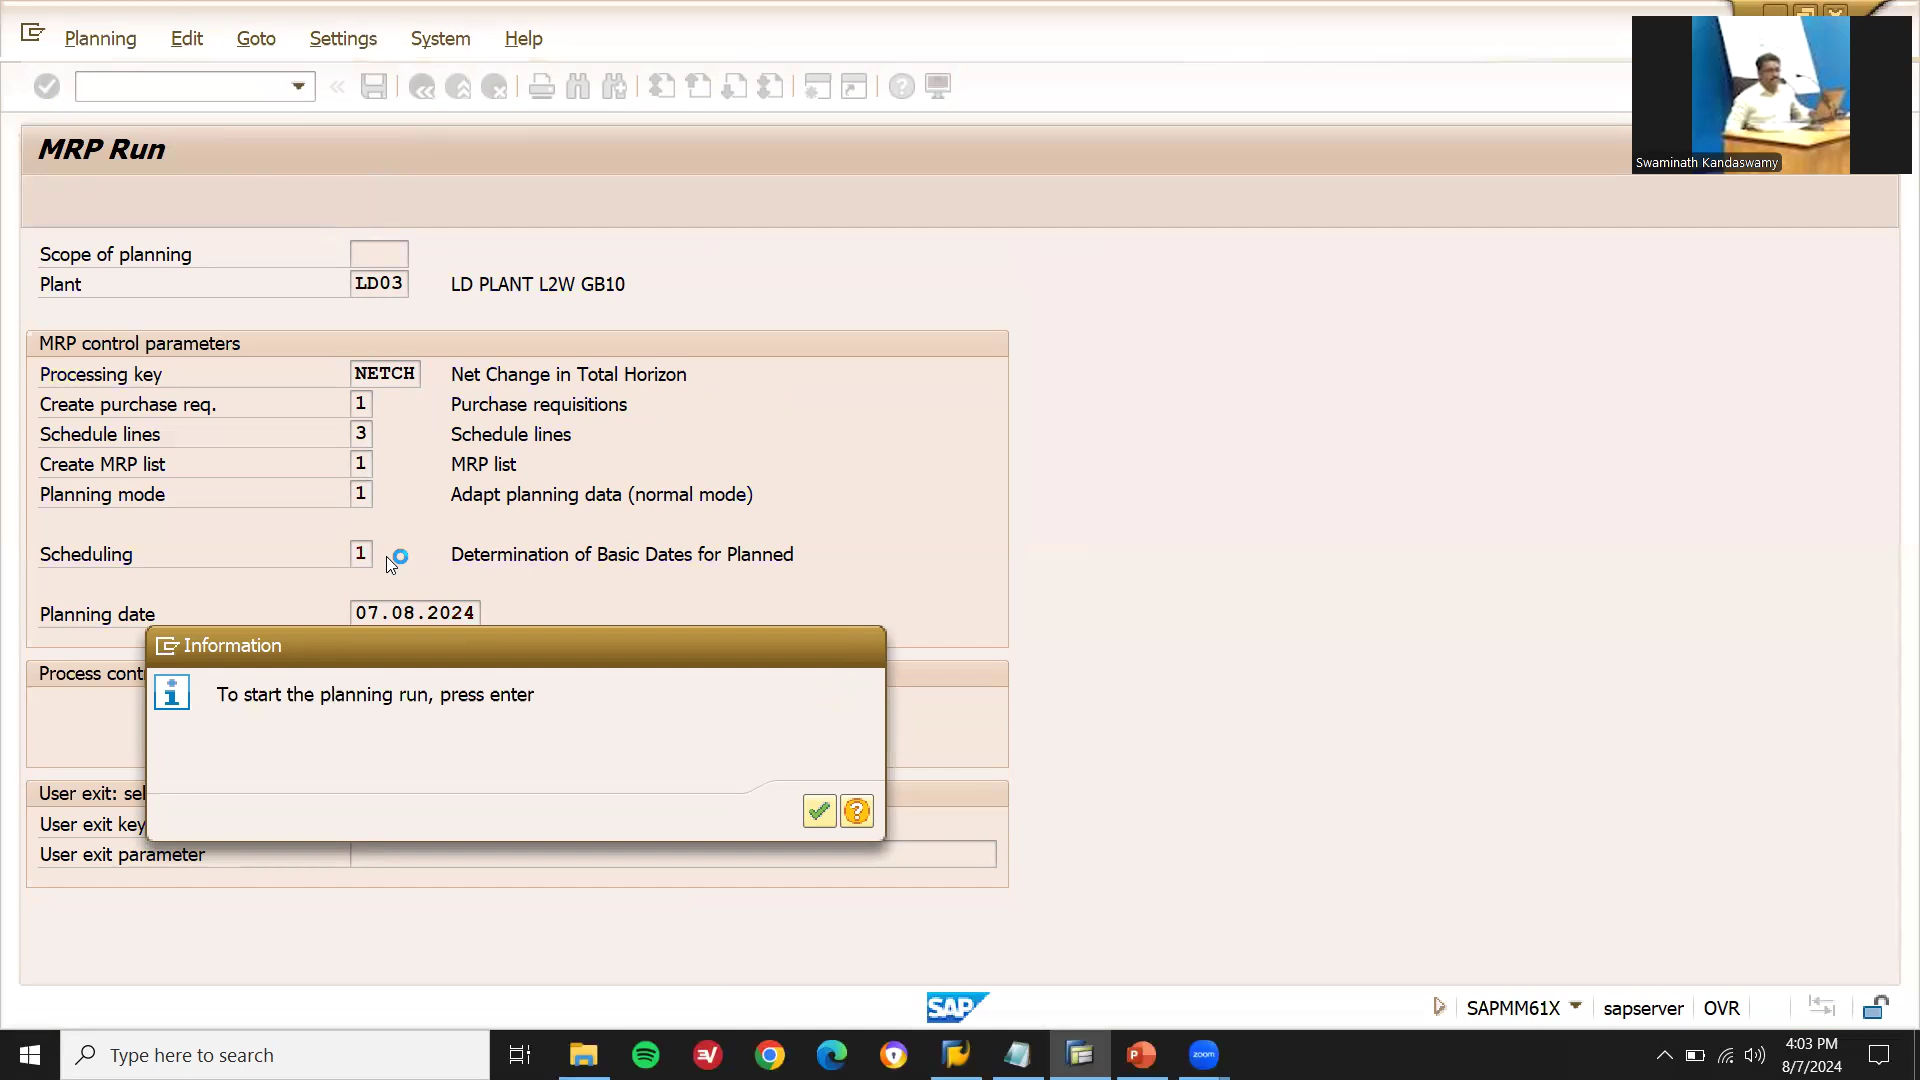 Planning Edit Goto Settings System Help
Swaminath Kandaswamy
MRP Run
Scope of planning
Plant LD03 LD PLANT L2W GB10
MRP control parameters
Processing key NETCH Net Change in Total Horizon
Create purchase req. 1 Purchase requisitions
Schedule lines 3 Schedule lines
Create MRP list 1 MRP list
Planning mode 1 Adapt planning data (normal mode)
Scheduling 1 Determination of Basic Dates for Planned
Planning date 07.08.2024
Information
Process cont
To start the planning run, press enter
User exit: sel
User exit key
User exit parameter
SAP SAPMM61X sapserver OVR
Type here to search
zoom
4:03 PM
8/7/2024